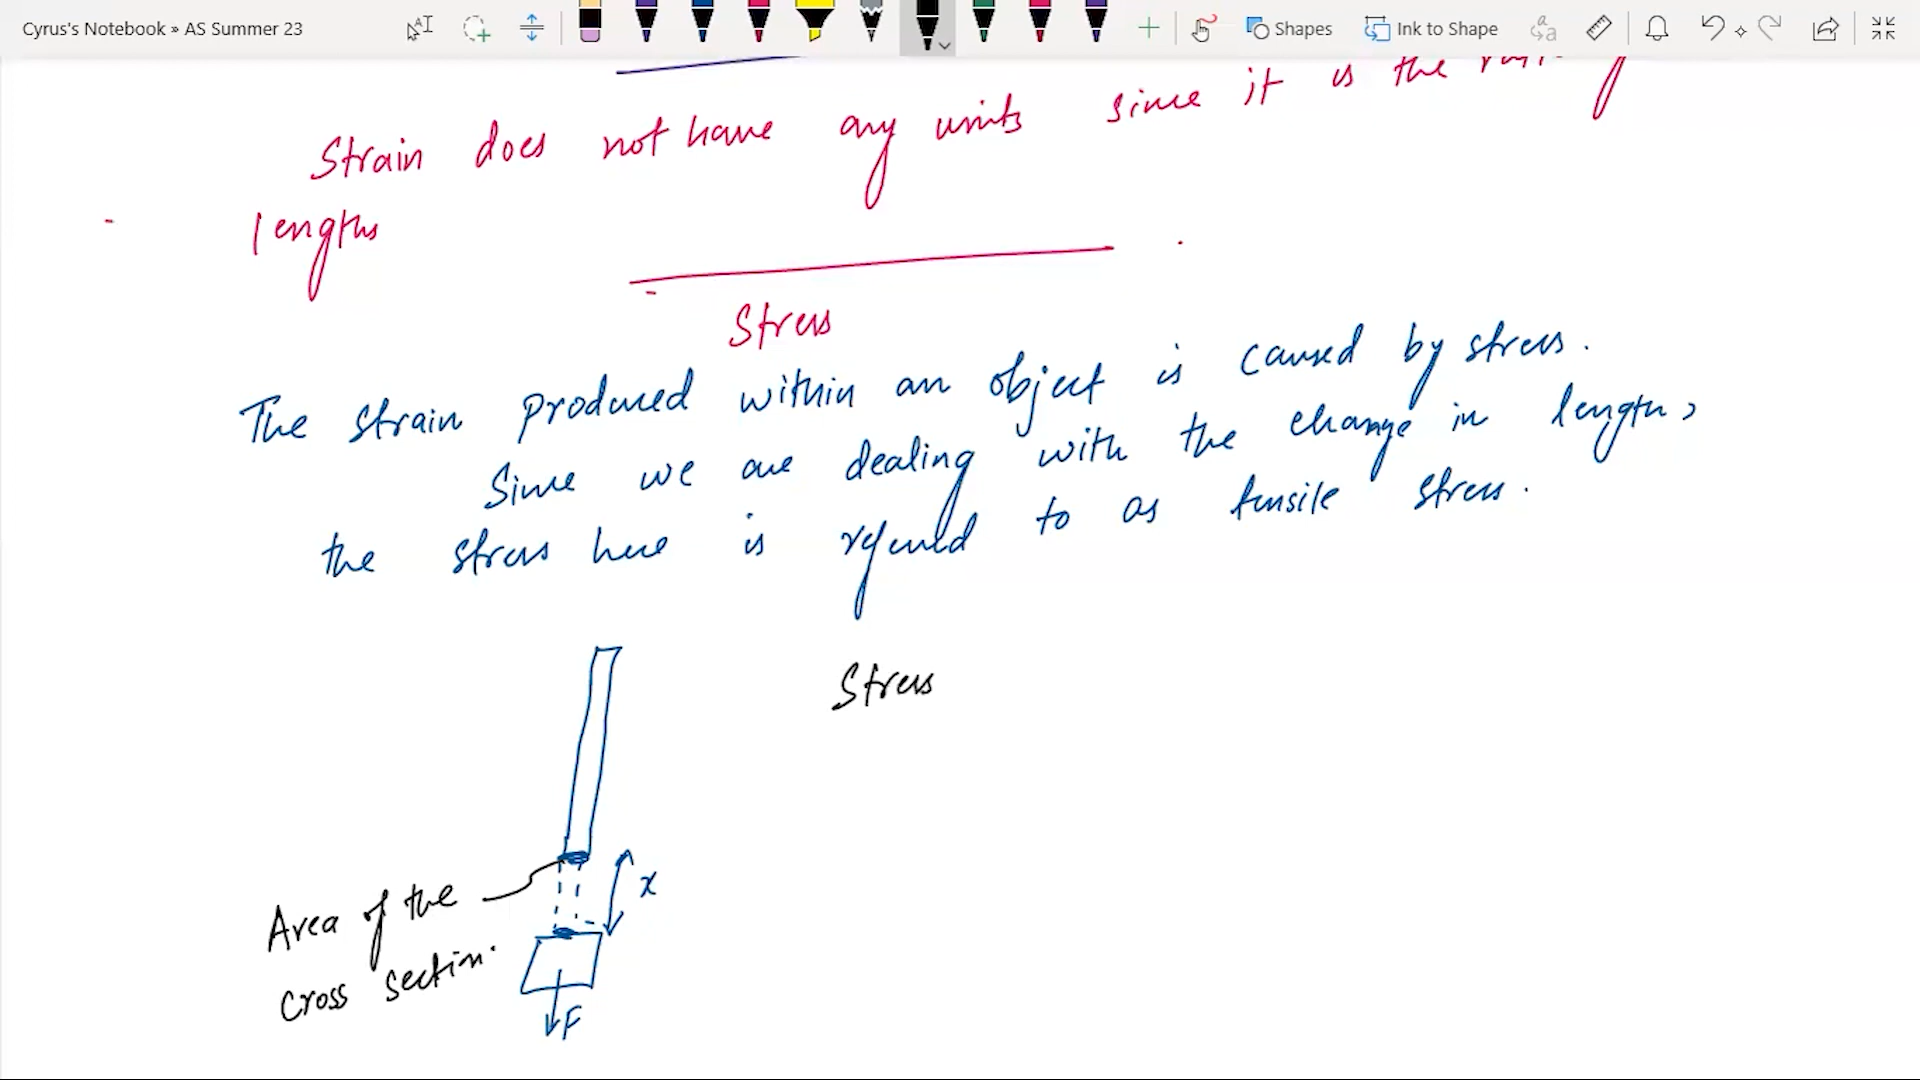 Cyrus's Notebook » AS Summer 23
Shapes
Ink to Shape
Strain does not have any units since it is the
lengths
Stress
The strain produced within an object is caused by stress.
Since we are dealing with the change in length,
the stress here is referred to as tensile stress.
Stress
Area of the
cross section.
x
F